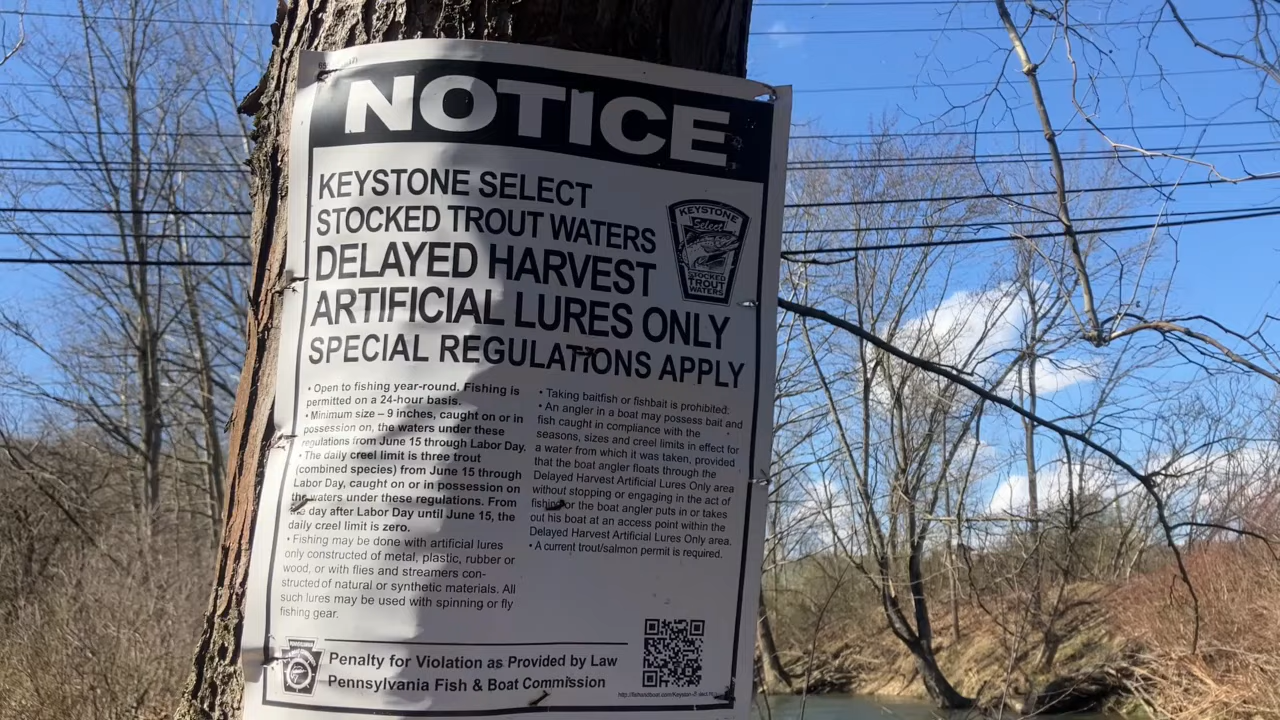 NOTICE
KEYSTONE SELECT
STOCKED TROUT WATERS
DELAYED HARVEST
ARTIFICIAL LURES ONLY
SPECIAL REGULATIONS APPLY
KEYSTONE
Select
STOCKED
TROUT
WATERS
• Open to fishing year-round. Fishing is
permitted on a 24-hour basis.
• Minimum size – 9 inches, caught on or in
possession on, the waters under these
regulations from June 15 through Labor Day.
• The daily creel limit is three trout
(combined species) from June 15 through
Labor Day, caught on or in possession on
the waters under these regulations. From
the day after Labor Day until June 15, the
daily creel limit is zero.
• Fishing may be done with artificial lures
only constructed of metal, plastic, rubber or
wood, or with flies and streamers con-
structed of natural or synthetic materials. All
such lures may be used with spinning or fly
fishing gear.
• Taking baitfish or fishbait is prohibited:
• An angler in a boat may possess bait and
fish caught in compliance with the
seasons, sizes and creel limits in effect for
a water from which it was taken, provided
that the boat angler floats through the
Delayed Harvest Artificial Lures Only area
without stopping or engaging in the act of
fishing or the boat angler puts in or takes
out his boat at an access point within the
Delayed Harvest Artificial Lures Only area.
• A current trout/salmon permit is required.
Penalty for Violation as Provided by Law
Pennsylvania Fish & Boat Commission